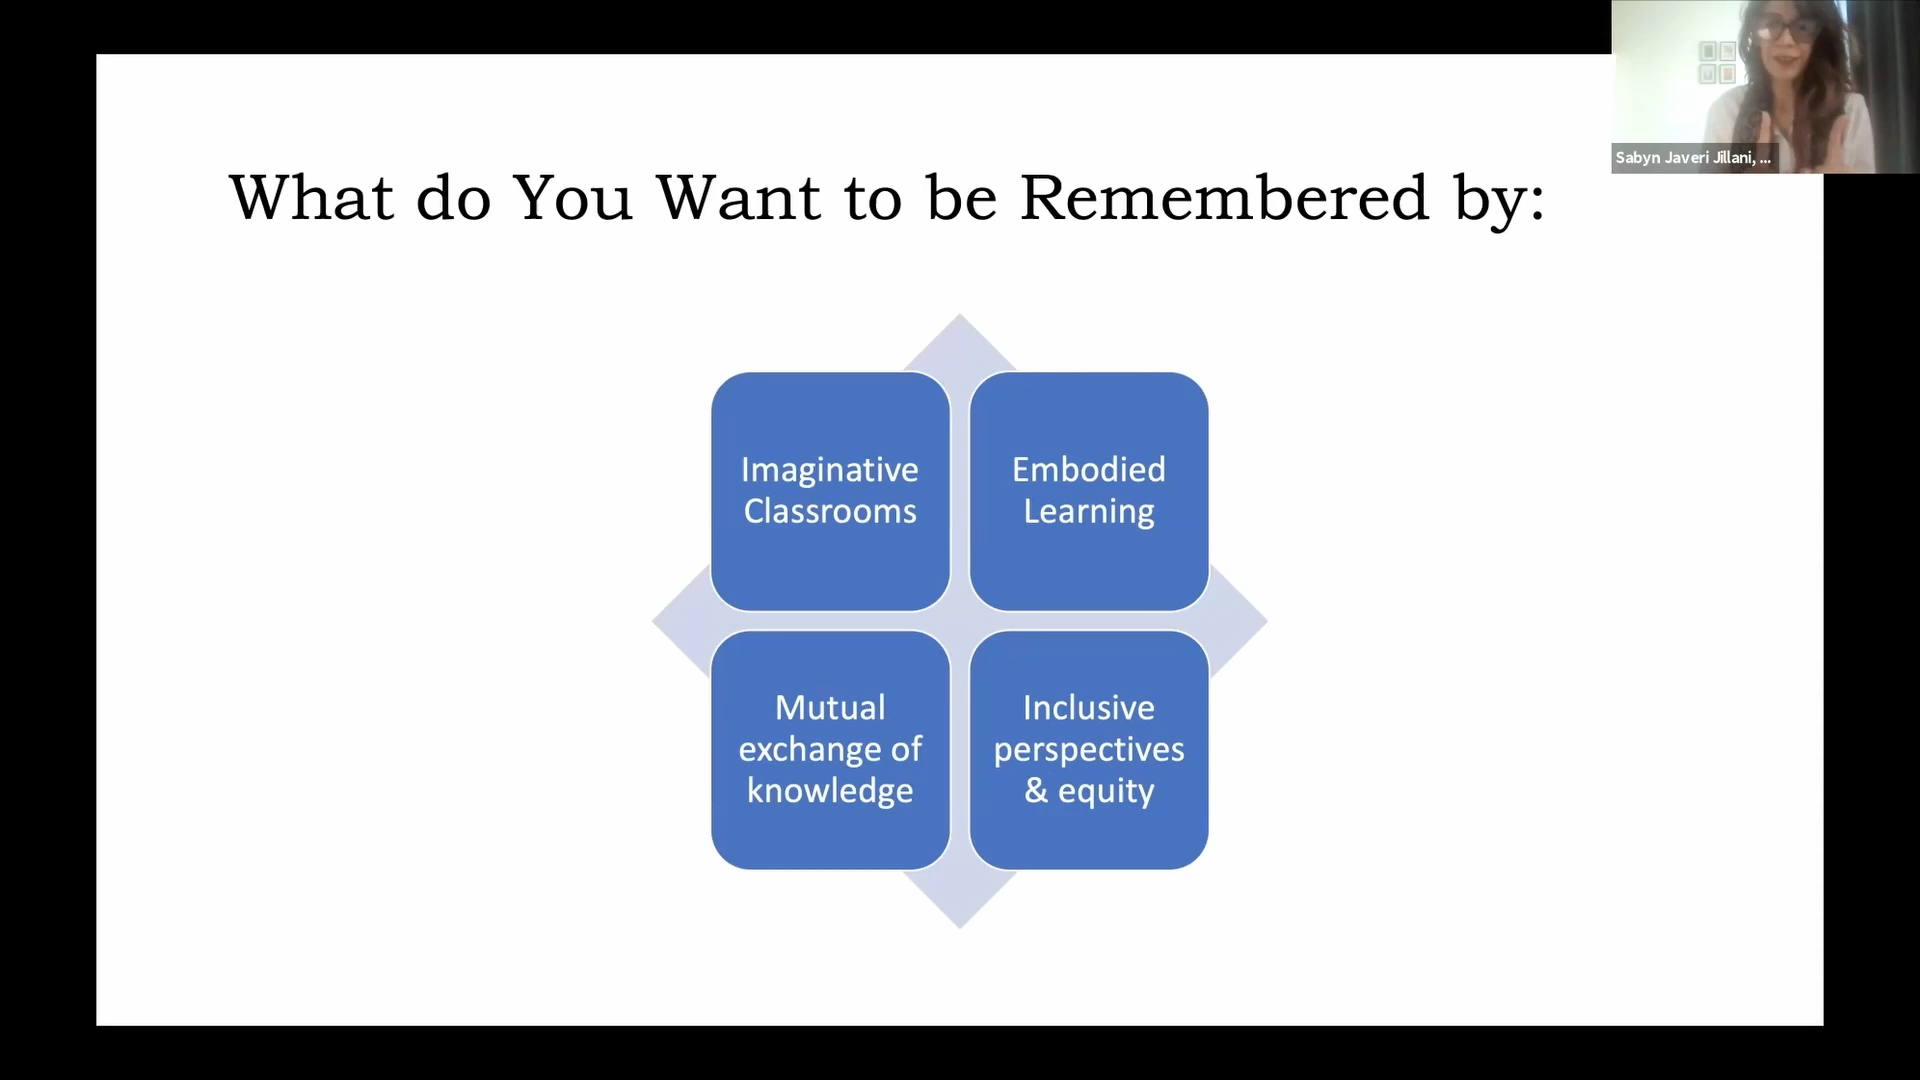 What do You Want to be Remembered by:
Sabyn Javeri Jillani, ...
Imaginative
Classrooms
Embodied
Learning
Mutual
exchange of
knowledge
Inclusive
perspectives
& equity